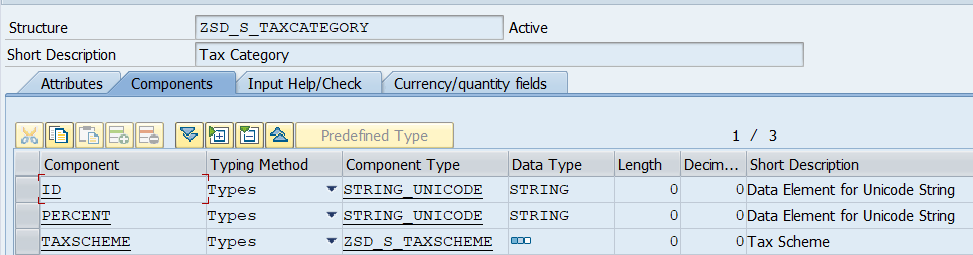 Structure ZSD_S_TAXCATEGORY Active
Short Description Tax Category
Attributes Components Input Help/Check Currency/quantity fields
Predefined Type 1 / 3
Component Typing Method Component Type Data Type Length Decim... Short Description
ID Types STRING_UNICODE STRING 0 0 Data Element for Unicode String
PERCENT Types STRING_UNICODE STRING 0 0 Data Element for Unicode String
TAXSCHEME Types ZSD_S_TAXSCHEME 0 0 Tax Scheme